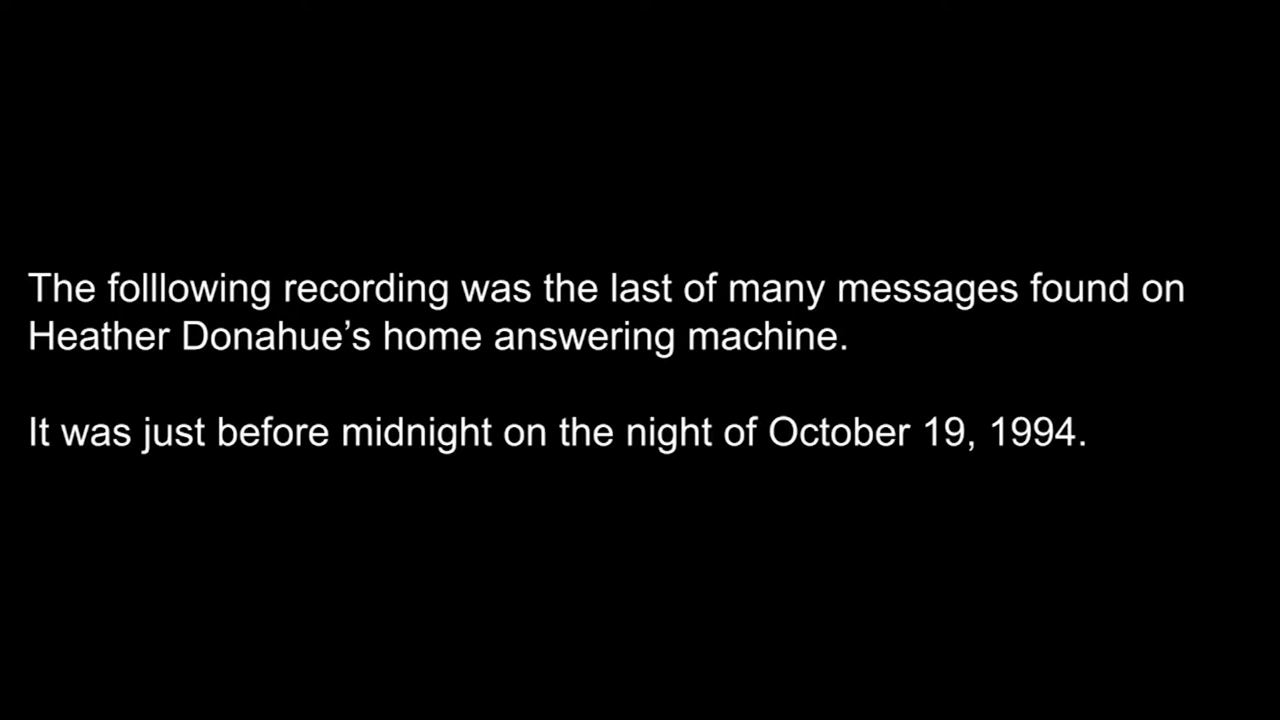 The folllowing recording was the last of many messages found on
Heather Donahue’s home answering machine.
It was just before midnight on the night of October 19, 1994.